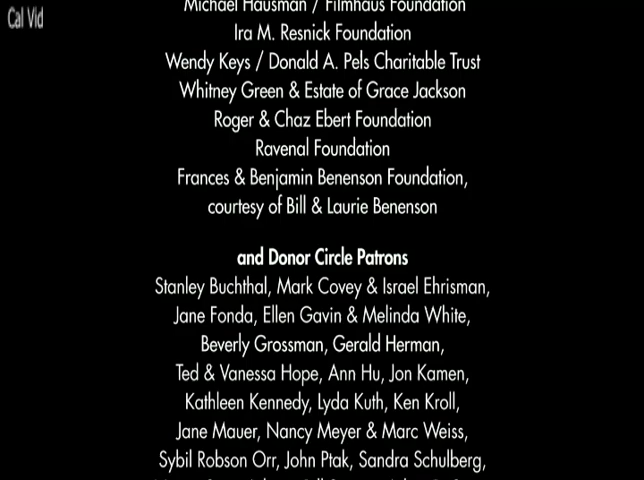 Cal Vid
Michael Hausman / Filmhaus Foundation
Ira M. Resnick Foundation
Wendy Keys / Donald A. Pels Charitable Trust
Whitney Green & Estate of Grace Jackson
Roger & Chaz Ebert Foundation
Ravenal Foundation
Frances & Benjamin Benenson Foundation,
courtesy of Bill & Laurie Benenson
and Donor Circle Patrons
Stanley Buchthal, Mark Covey & Israel Ehrisman,
Jane Fonda, Ellen Gavin & Melinda White,
Beverly Grossman, Gerald Herman,
Ted & Vanessa Hope, Ann Hu, Jon Kamen,
Kathleen Kennedy, Lyda Kuth, Ken Kroll,
Jane Mauer, Nancy Meyer & Marc Weiss,
Sybil Robson Orr, John Ptak, Sandra Schulberg,